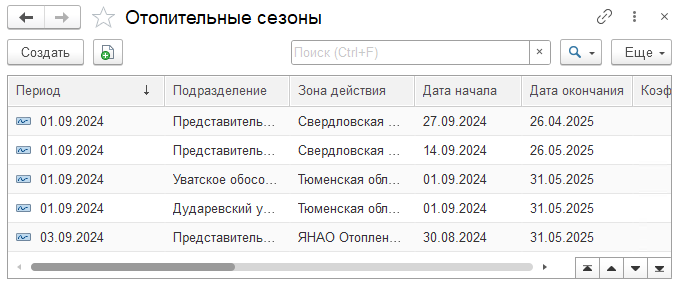 Отопительные сезоны
Создать Поиск (Ctrl+F) × Еще
Период ↓ Подразделение Зона действия Дата начала Дата окончания Коэф
01.09.2024 Представитель... Свердловская ... 27.09.2024 26.04.2025
01.09.2024 Представитель... Свердловская ... 14.09.2024 26.05.2025
01.09.2024 Уватское обосо... Тюменская обл... 01.09.2024 31.05.2025
01.09.2024 Дударевский у... Тюменская обл... 01.09.2024 31.05.2025
03.09.2024 Представитель... ЯНАО Отоплен... 30.08.2024 31.05.2025